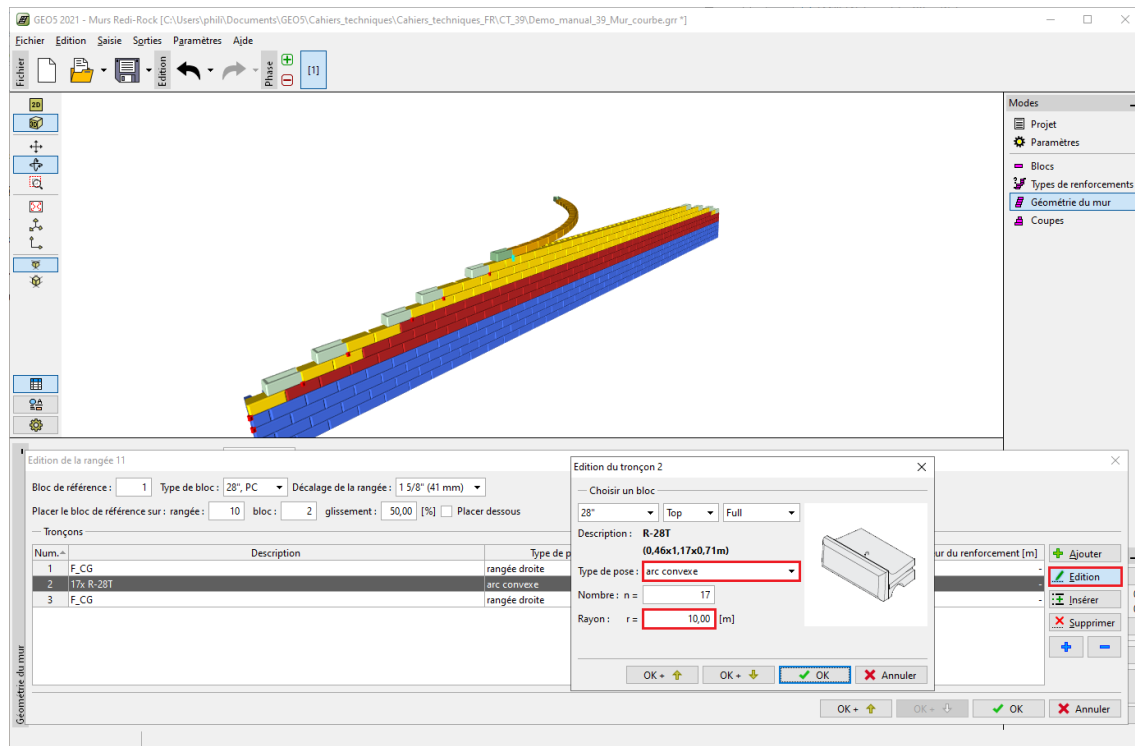 GEO5 2021 - Murs Redi-Rock [C:\Users\phili\Documents\GEO5\Cahiers_techniques\Cahiers_techniques_FR\CT_39\Demo_manual_39_Mur_courbe.grr *]
Fichier Edition Saisie Sorties Paramètres Aide
Fichier
Edition
Phase
[1]
2D
3D
Modes
Projet
Paramètres
Blocs
Types de renforcements
Géométrie du mur
Coupes
Géométrie du mur
Edition de la rangée 11
Bloc de référence : 1 Type de bloc : 28", PC Décalage de la rangée : 1 5/8" (41 mm)
Placer le bloc de référence sur : rangée : 10 bloc : 2 glissement : 50,00 [%] Placer dessous
Tronçons
Num. Description Type de p
ur du renforcement [m]
1 F_CG rangée droite -
2 17x R-28T arc convexe -
3 F_CG rangée droite -
Ajouter
Edition
Insérer
Supprimer
OK + OK + OK Annuler
Edition du tronçon 2
Choisir un bloc
28" Top Full
Description : R-28T
(0,46x1,17x0,71m)
Type de pose : arc convexe
Nombre : n = 17
Rayon : r = 10,00 [m]
OK + OK + OK Annuler